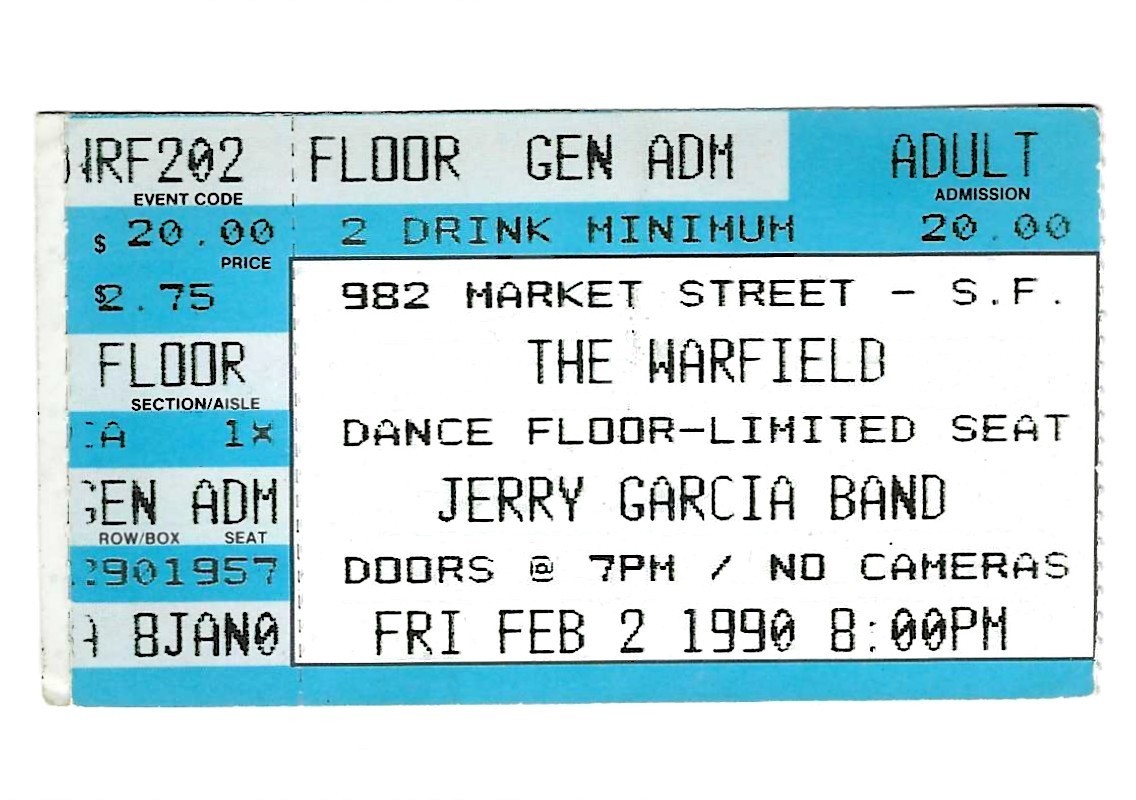 NRF202
EVENT CODE
$ 20.00
PRICE
$2.75
FLOOR
SECTION/AISLE
CA 1×
GEN ADM
ROW/BOX SEAT
2901957
A 8JAN0
FLOOR GEN ADM ADULT
ADMISSION
2 DRINK MINIMUM 20.00
982 MARKET STREET - S.F.
THE WARFIELD
DANCE FLOOR-LIMITED SEAT
JERRY GARCIA BAND
DOORS @ 7PM / NO CAMERAS
FRI FEB 2 1990 8:00PM